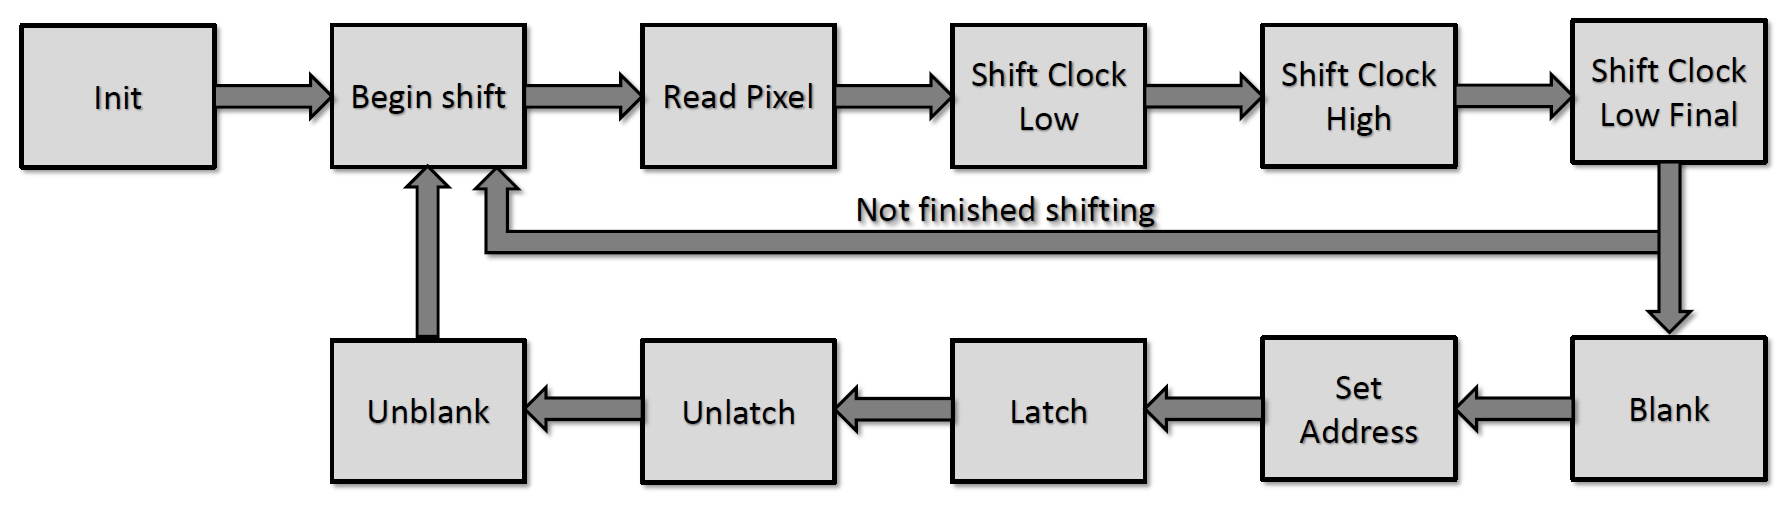 Init
Begin shift
Read Pixel
Shift Clock
Low
Shift Clock
High
Shift Clock
Low Final
Not finished shifting
Unblank
Unlatch
Latch
Set
Address
Blank